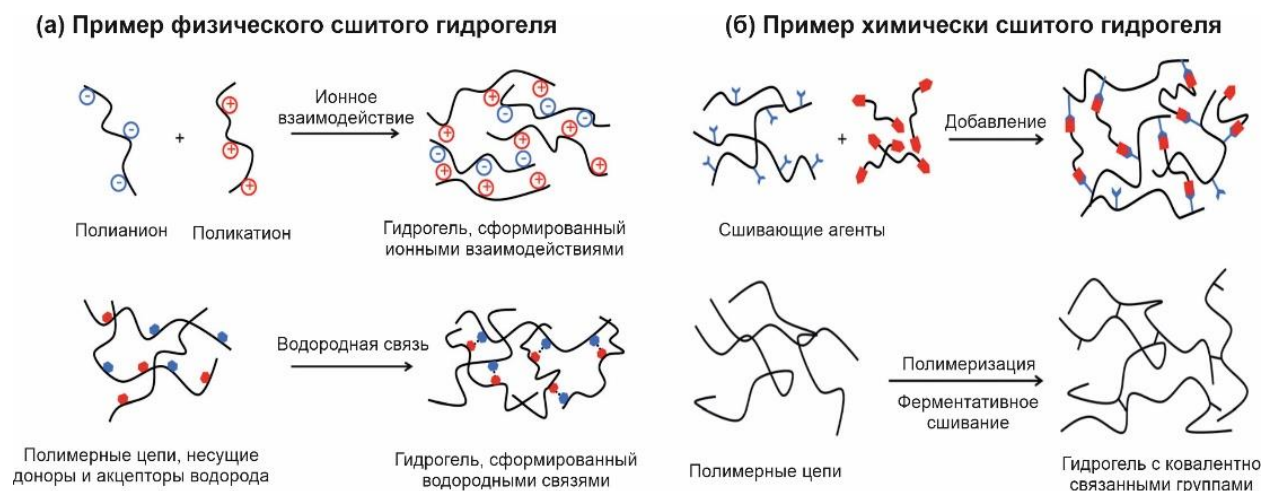 (а) Пример физического сшитого гидрогеля
Ионное
взаимодействие
+
Полианион
Поликатион
Гидрогель, сформированный
ионными взаимодействиями
Водородная связь
Полимерные цепи, несущие
доноры и акцепторы водорода
Гидрогель, сформированный
водородными связями
(б) Пример химически сшитого гидрогеля
+
Добавление
Сшивающие агенты
Полимеризация
Ферментативное
сшивание
Полимерные цепи
Гидрогель с ковалентно
связанными группами